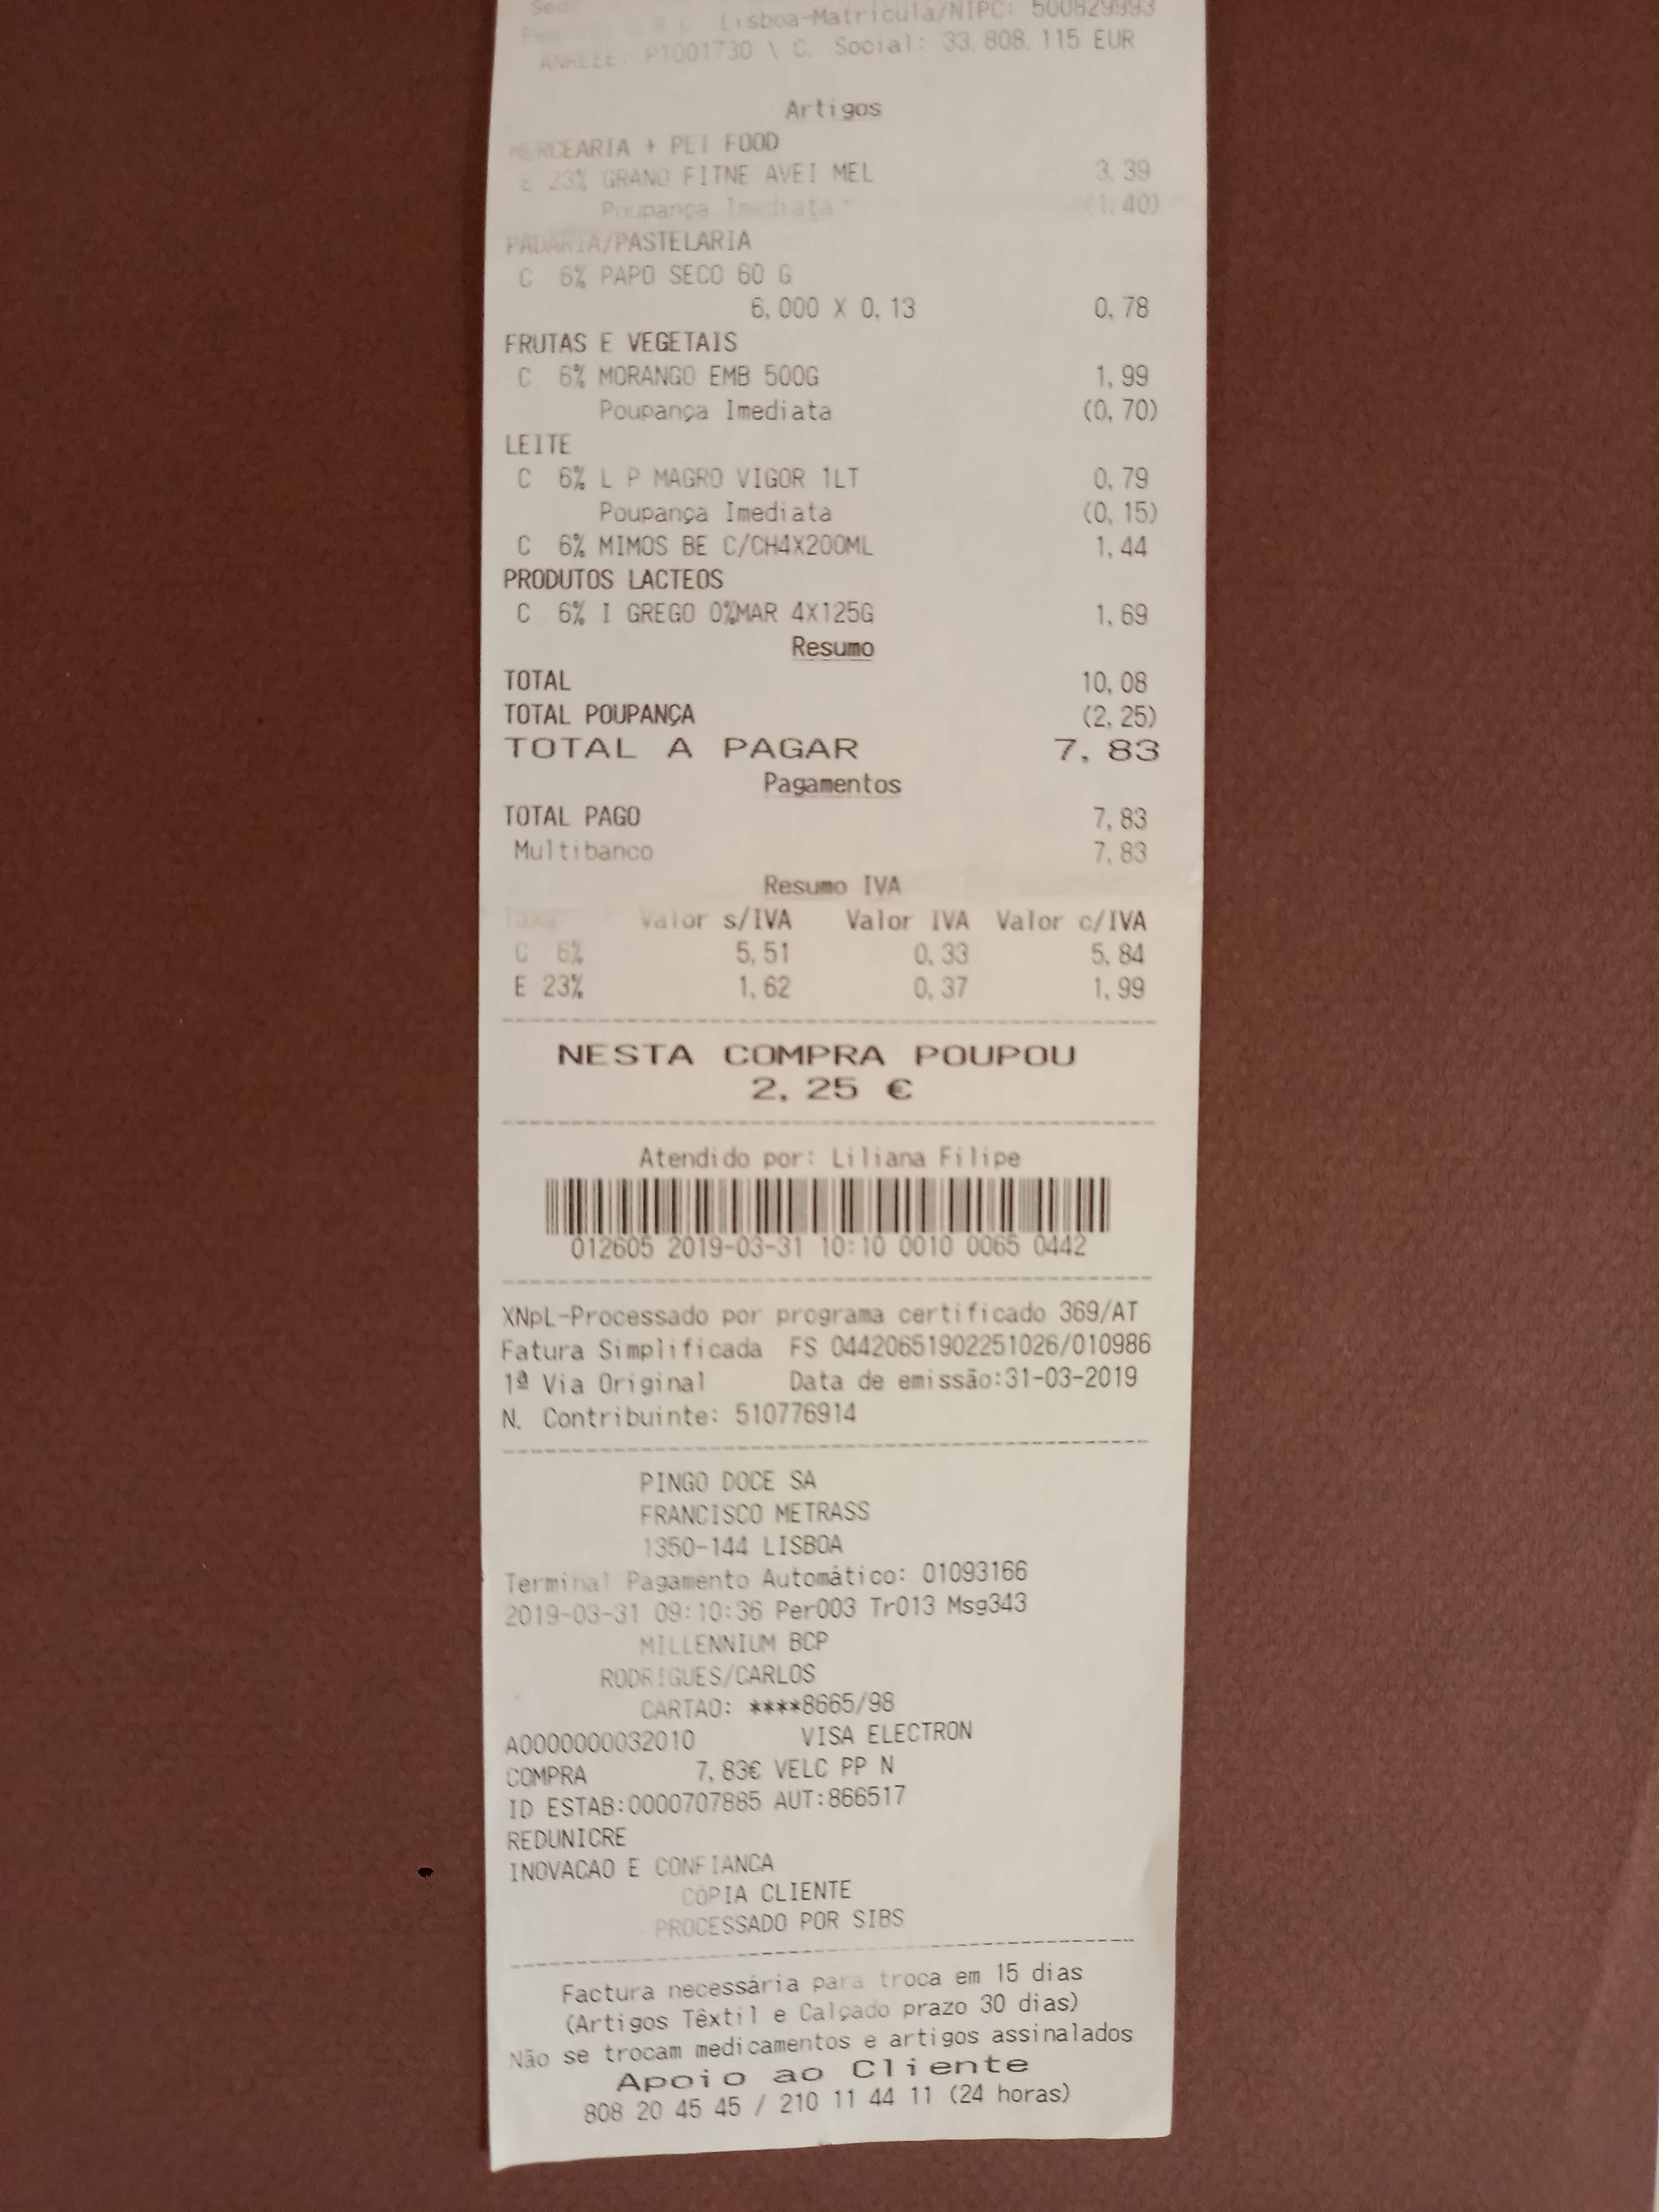 Lisboa-Matricula/NIPC: 500829993
ANREEE: PT001730 \ C. Social: 33.808.115 EUR
Artigos
MERCEARIA + PET FOOD
E 23% GRANO FITNE AVEI MEL 3,39
Poupança Imediata (1,40)
PADARIA/PASTELARIA
C 6% PAPO SECO 60 G
6,000 X 0,13 0,78
FRUTAS E VEGETAIS
C 6% MORANGO EMB 500G 1,99
Poupança Imediata (0,70)
LEITE
C 6% L P MAGRO VIGOR 1LT 0,79
Poupança Imediata (0,15)
C 6% MIMOS BE C/CH4X200ML 1,44
PRODUTOS LACTEOS
C 6% I GREGO 0%MAR 4X125G 1,69
Resumo
TOTAL 10,08
TOTAL POUPANÇA (2,25)
TOTAL A PAGAR 7,83
Pagamentos
TOTAL PAGO 7,83
Multibanco 7,83
Resumo IVA
Taxa Valor s/IVA Valor IVA Valor c/IVA
C 6% 5,51 0,33 5,84
E 23% 1,62 0,37 1,99
NESTA COMPRA POUPOU
2,25 €
Atendido por: Liliana Filipe
012605 2019-03-31 10:10 0010 0065 0442
XNpL-Processado por programa certificado 369/AT
Fatura Simplificada FS 04420651902251026/010986
1ª Via Original Data de emissão:31-03-2019
N. Contribuinte: 510776914
PINGO DOCE SA
FRANCISCO METRASS
1350-144 LISBOA
Terminal Pagamento Automático: 01093166
2019-03-31 09:10:36 Per003 Tr013 Msg343
MILLENNIUM BCP
RODRIGUES/CARLOS
CARTAO: ****8665/98
A0000000032010 VISA ELECTRON
COMPRA 7,83€ VELC PP N
ID ESTAB:0000707885 AUT:866517
REDUNICRE
INOVACAO E CONFIANCA
CÓPIA CLIENTE
PROCESSADO POR SIBS
Factura necessária para troca em 15 dias
(Artigos Têxtil e Calçado prazo 30 dias)
Não se trocam medicamentos e artigos assinalados
Apoio ao Cliente
808 20 45 45 / 210 11 44 11 (24 horas)